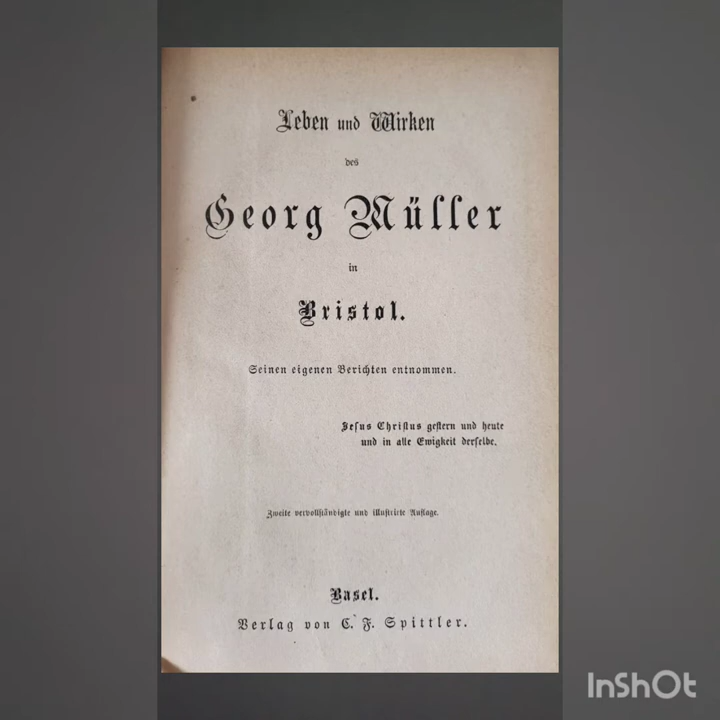 Leben und Wirken
des
Georg Müller
in
Bristol.
Seinen eigenen Berichten entnommen.
Jesus Christus gestern und heute
und in alle Ewigkeit derselbe.
Zweite vervollständigte und illustrirte Auflage.
Basel.
Verlag von C. F. Spittler.
InShOt